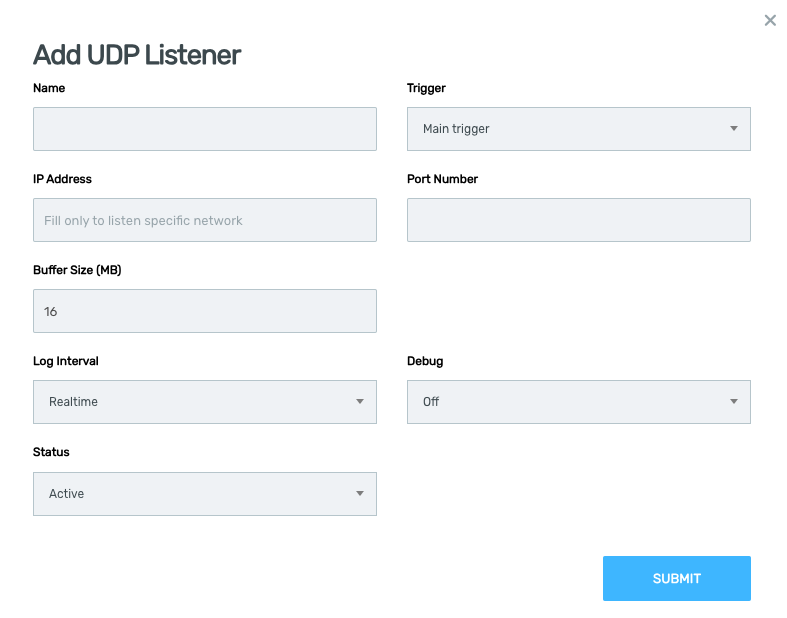 Add UDP Listener
Name
Trigger
Main trigger
IP Address
Port Number
Fill only to listen specific network
Buffer Size (MB)
16
Log Interval
Debug
Realtime
Off
Status
Active
SUBMIT